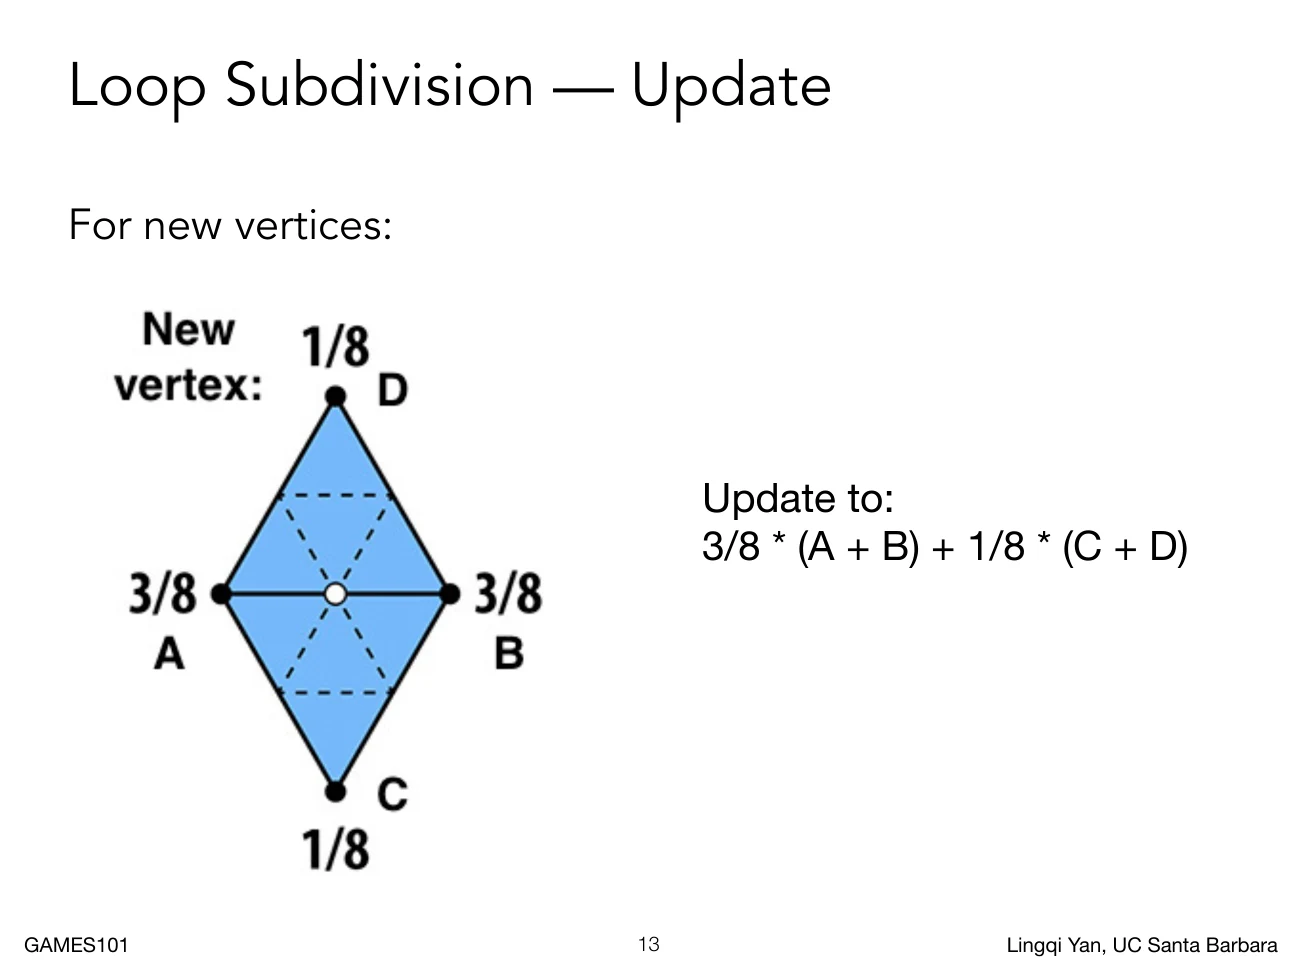 Loop Subdivision — Update
For new vertices:
New
vertex:
1/8
D
3/8
A
3/8
B
C
1/8
Update to:
3/8 * (A + B) + 1/8 * (C + D)
GAMES101
13
Lingqi Yan, UC Santa Barbara